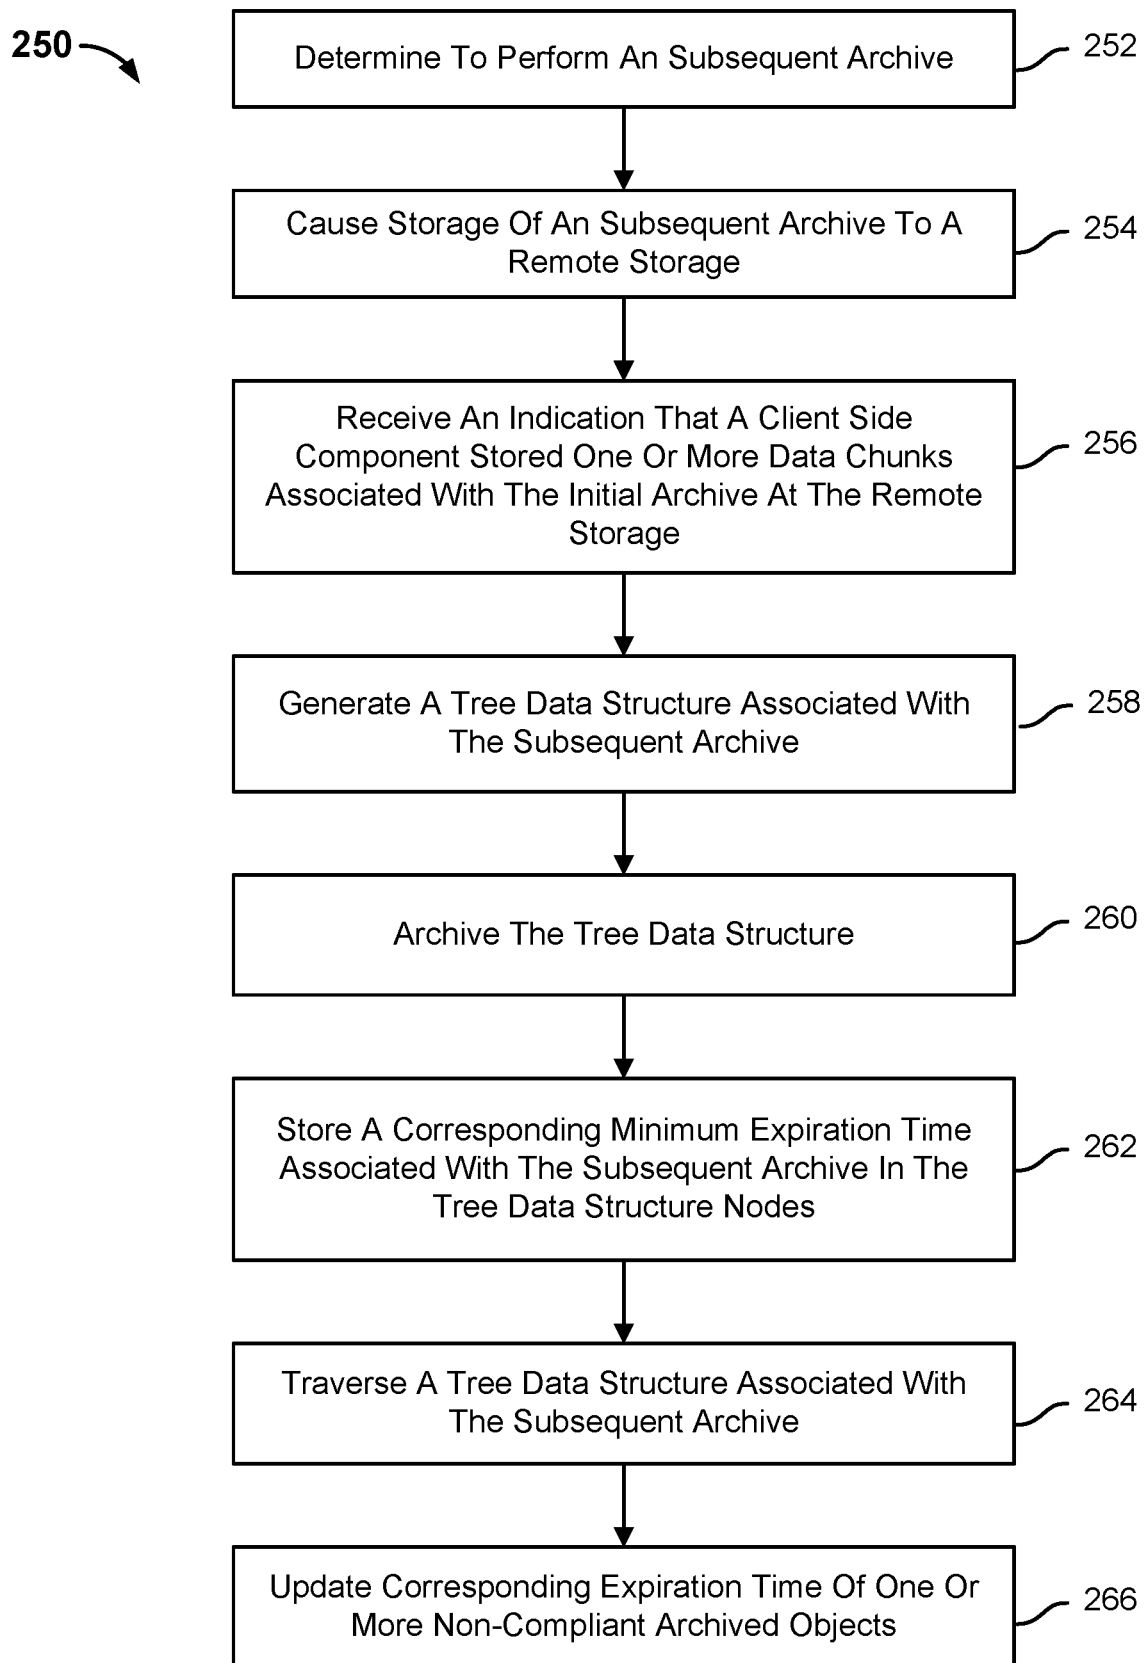 250
Determine To Perform An Subsequent Archive
252
Cause Storage Of An Subsequent Archive To A
Remote Storage
254
Receive An Indication That A Client Side
Component Stored One Or More Data Chunks
Associated With The Initial Archive At The Remote
Storage
256
Generate A Tree Data Structure Associated With
The Subsequent Archive
258
Archive The Tree Data Structure
260
Store A Corresponding Minimum Expiration Time
Associated With The Subsequent Archive In The
Tree Data Structure Nodes
262
Traverse A Tree Data Structure Associated With
The Subsequent Archive
264
Update Corresponding Expiration Time Of One Or
More Non-Compliant Archived Objects
266